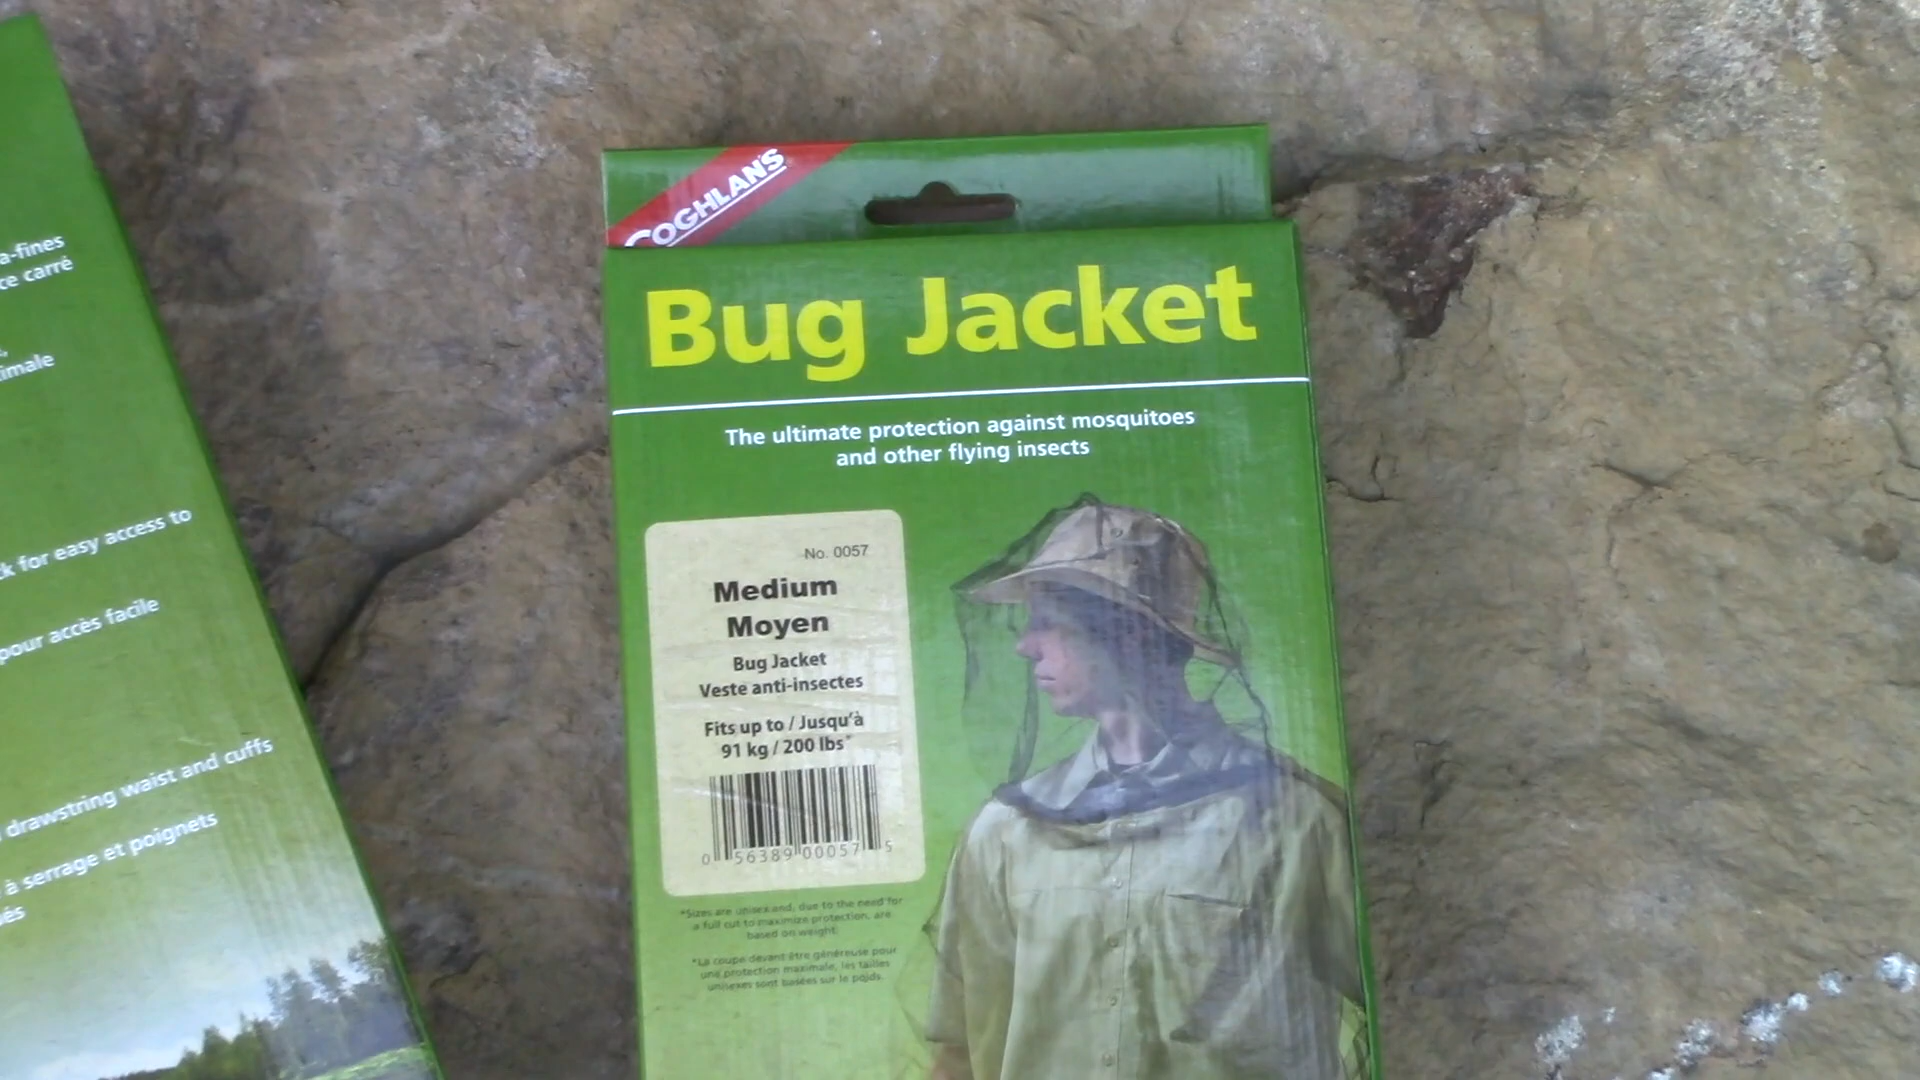 a-fines
ce carré
imale
ck for easy access to
pour accès facile
drawstring waist and cuffs
à serrage et poignets
COGHLAN'S
Bug Jacket
The ultimate protection against mosquitoes
and other flying insects
No. 0057
Medium
Moyen
Bug Jacket
Veste anti-insectes
Fits up to / Jusqu'à
91 kg / 200 lbs*
0 56389 00057 5
*Sizes are unisex and, due to the need for
a full cut to maximize protection, are
based on weight.
*La coupe devant être généreuse pour
une protection maximale, les tailles
unisexes sont basées sur le poids.